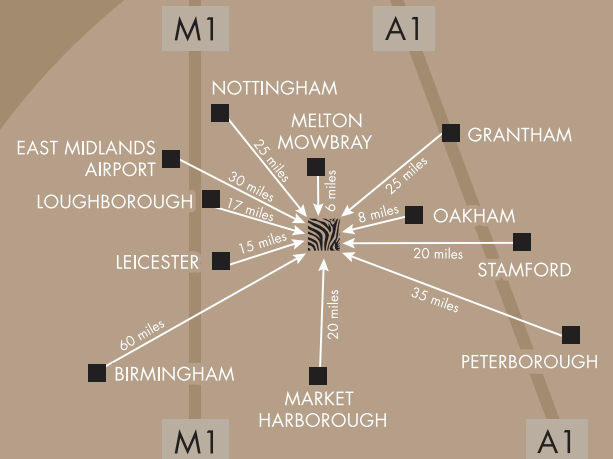 M1
A1
NOTTINGHAM
MELTON
MOWBRAY
GRANTHAM
EAST MIDLANDS
AIRPORT
25 miles
25 miles
30 miles
6 miles
LOUGHBOROUGH
17 miles
8 miles
OAKHAM
15 miles
20 miles
LEICESTER
STAMFORD
35 miles
60 miles
20 miles
PETERBOROUGH
BIRMINGHAM
MARKET
HARBOROUGH
M1
A1